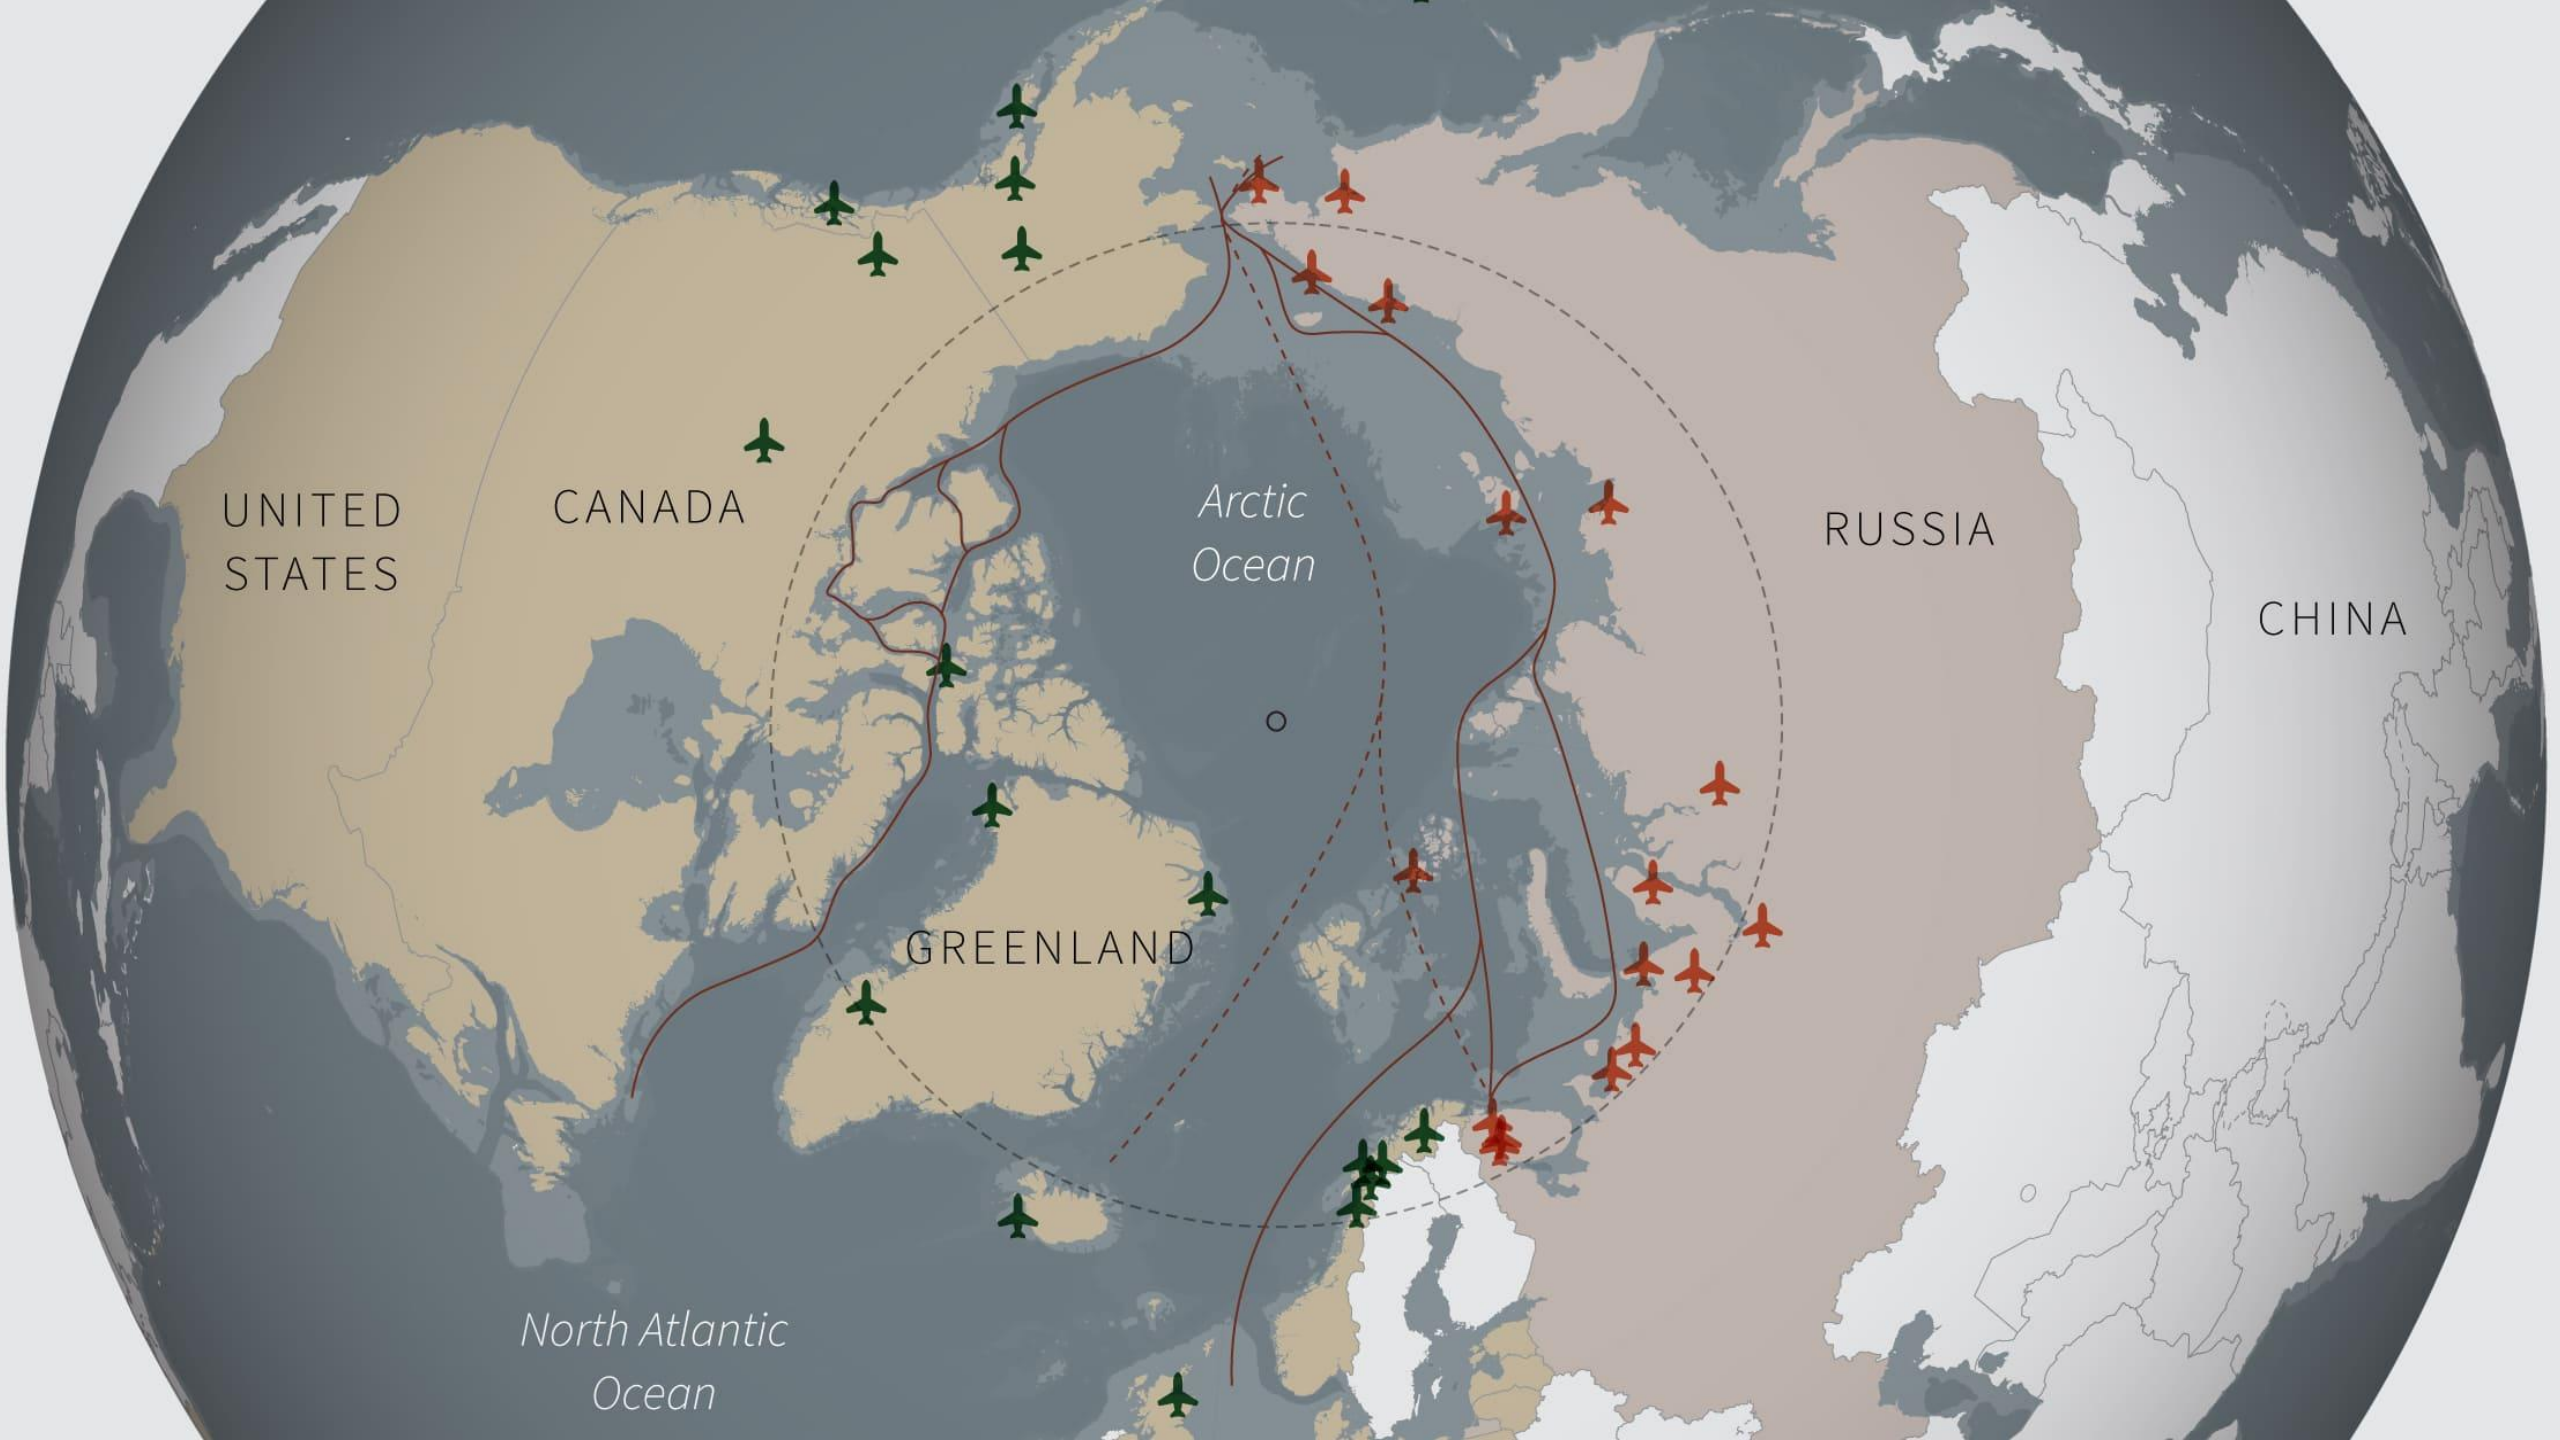 UNITED
STATES
CANADA
Arctic
Ocean
RUSSIA
CHINA
GREENLAND
North Atlantic
Ocean